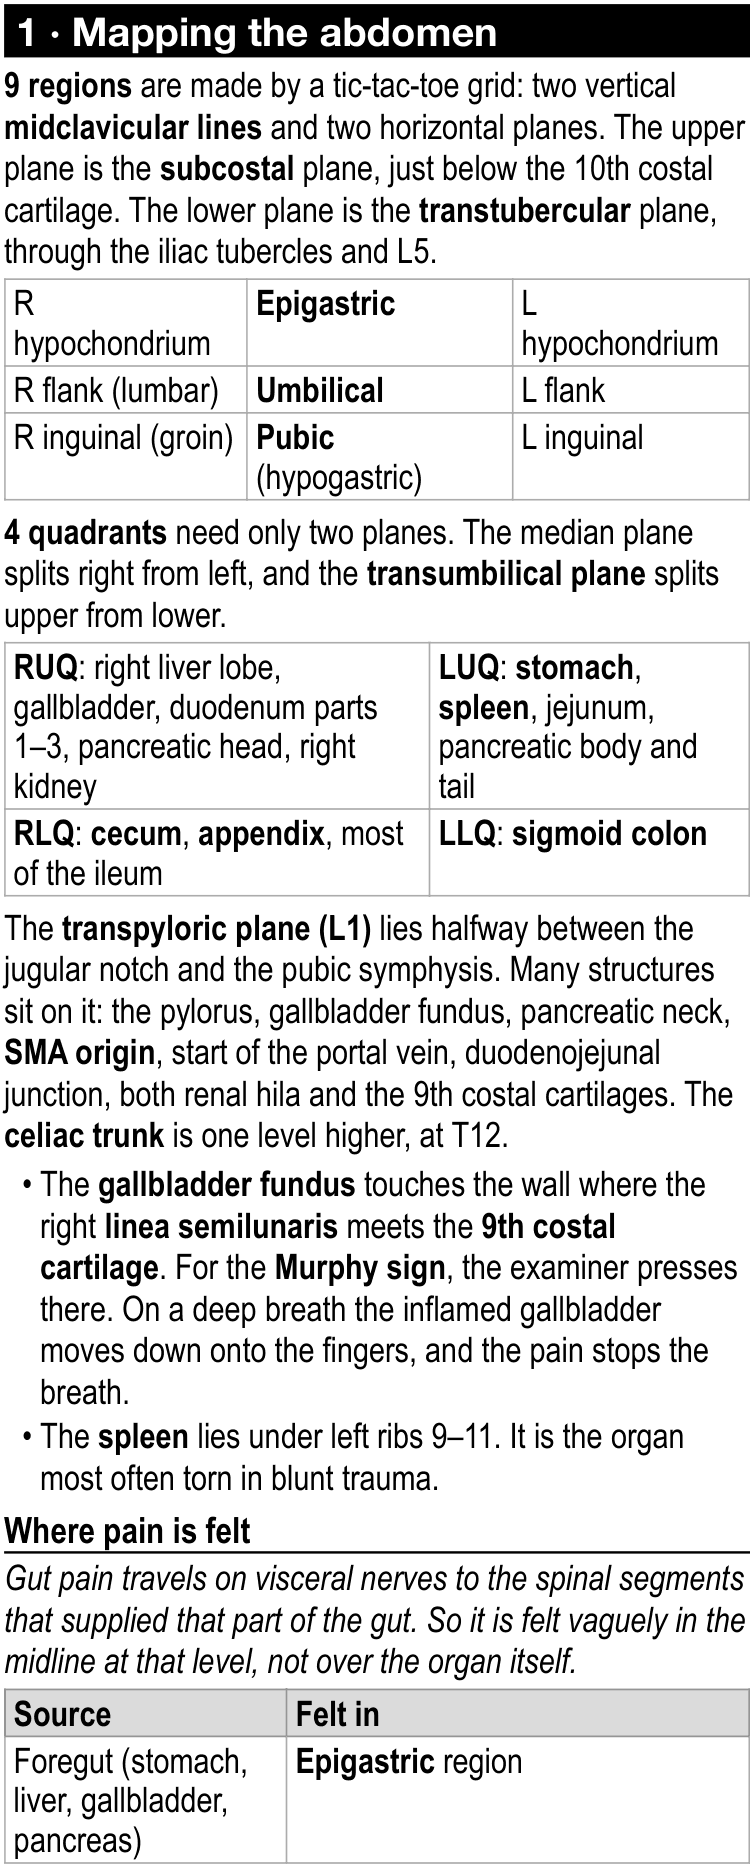 1 · Mapping the abdomen
9 regions are made by a tic-tac-toe grid: two vertical
midclavicular lines and two horizontal planes. The upper
plane is the subcostal plane, just below the 10th costal
cartilage. The lower plane is the transtubercular plane,
through the iliac tubercles and L5.
R
hypochondrium
Epigastric
L
hypochondrium
R flank (lumbar)
Umbilical
L flank
R inguinal (groin)
Pubic
(hypogastric)
L inguinal
4 quadrants need only two planes. The median plane
splits right from left, and the transumbilical plane splits
upper from lower.
RUQ: right liver lobe,
gallbladder, duodenum parts
1–3, pancreatic head, right
kidney
LUQ: stomach,
spleen, jejunum,
pancreatic body and
tail
RLQ: cecum, appendix, most
of the ileum
LLQ: sigmoid colon
The transpyloric plane (L1) lies halfway between the
jugular notch and the pubic symphysis. Many structures
sit on it: the pylorus, gallbladder fundus, pancreatic neck,
SMA origin, start of the portal vein, duodenojejunal
junction, both renal hila and the 9th costal cartilages. The
celiac trunk is one level higher, at T12.
• The gallbladder fundus touches the wall where the
right linea semilunaris meets the 9th costal
cartilage. For the Murphy sign, the examiner presses
there. On a deep breath the inflamed gallbladder
moves down onto the fingers, and the pain stops the
breath.
• The spleen lies under left ribs 9–11. It is the organ
most often torn in blunt trauma.
Where pain is felt
Gut pain travels on visceral nerves to the spinal segments
that supplied that part of the gut. So it is felt vaguely in the
midline at that level, not over the organ itself.
Source
Felt in
Foregut (stomach,
liver, gallbladder,
pancreas)
Epigastric region